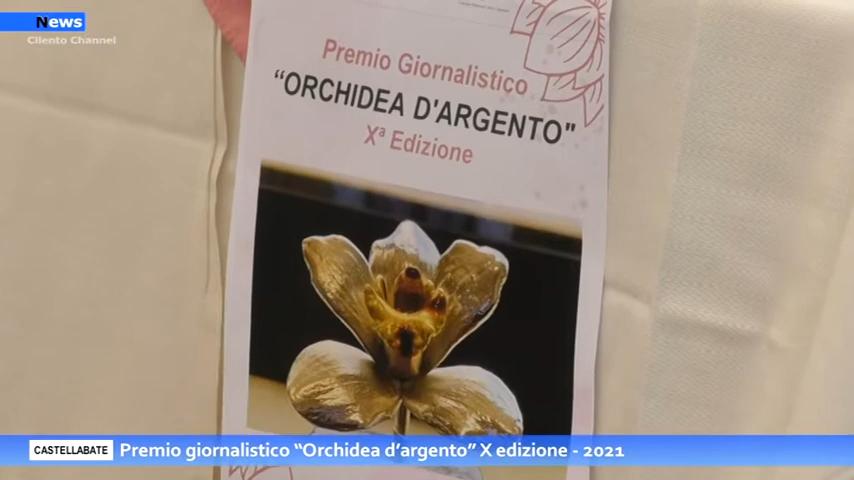 News
Cilento Channel
Premio Giornalistico
“ORCHIDEA D'ARGENTO"
Xª Edizione
CASTELLABATE
Premio giornalistico “Orchidea d’argento” X edizione - 2021